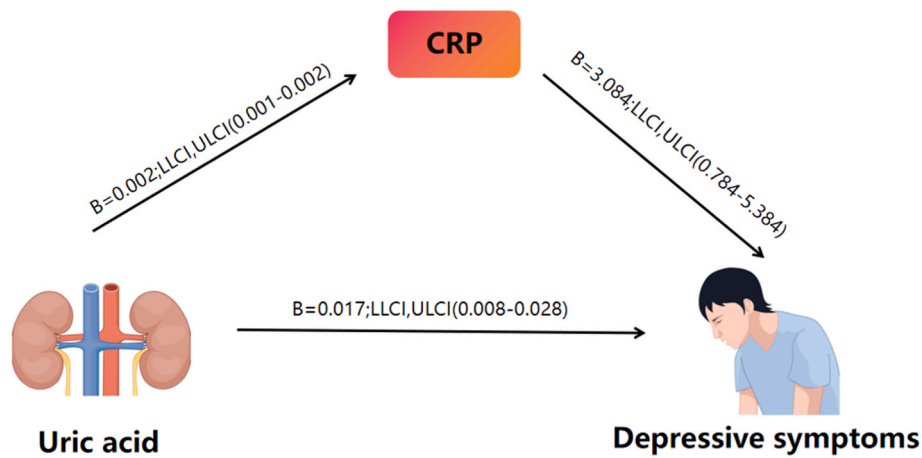 CRP
B=0.002;LLCI,ULCI(0.001-0.002)
B=3.084;LLCI,ULCI(0.784-5.384)
B=0.017;LLCI,ULCI(0.008-0.028)
Uric acid
Depressive symptoms